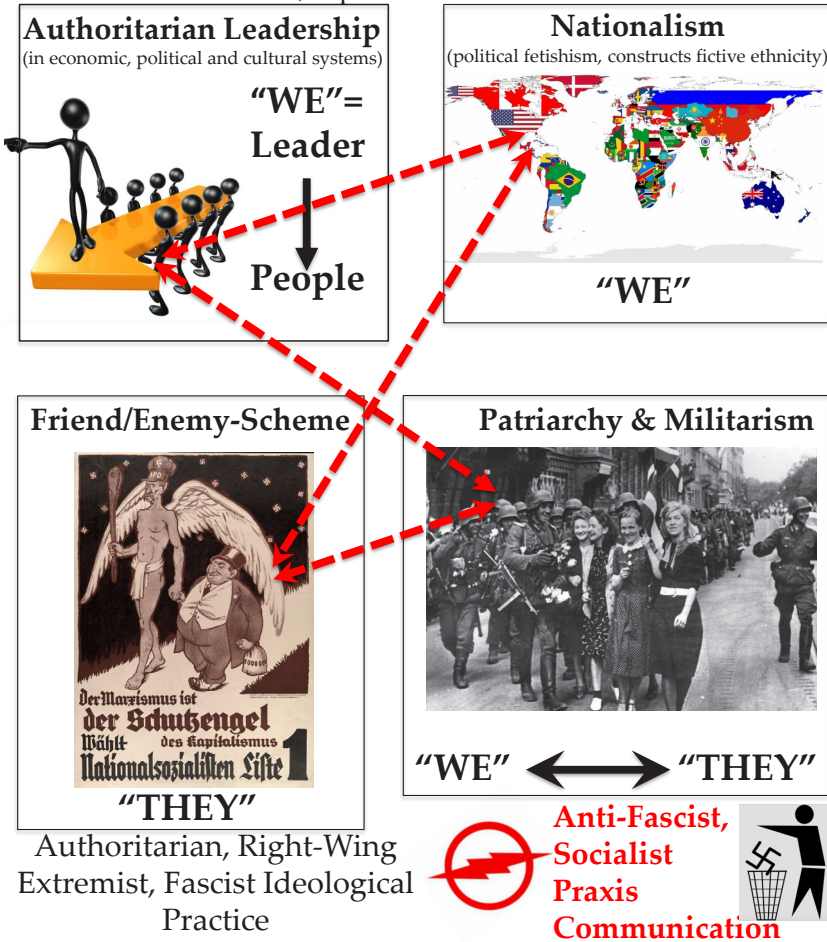 Authoritarian Leadership
(in economic, political and cultural systems)
“WE”=
Leader
People
Nationalism
(political fetishism, constructs fictive ethnicity)
“WE”
Friend/Enemy-Scheme
Der Marxismus ist
der Schutzengel
des Kapitalismus
Wählt
Nationalsozialisten Liste 1
“THEY”
Patriarchy & Militarism
“WE”
“THEY”
Authoritarian, Right-Wing
Extremist, Fascist Ideological
Practice
Anti-Fascist,
Socialist
Praxis
Communication